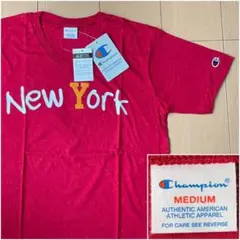 New York
Champion
MEDIUM
AUTHENTIC AMERICAN
ATHLETIC APPAREL
FOR CARE SEE REVERSE